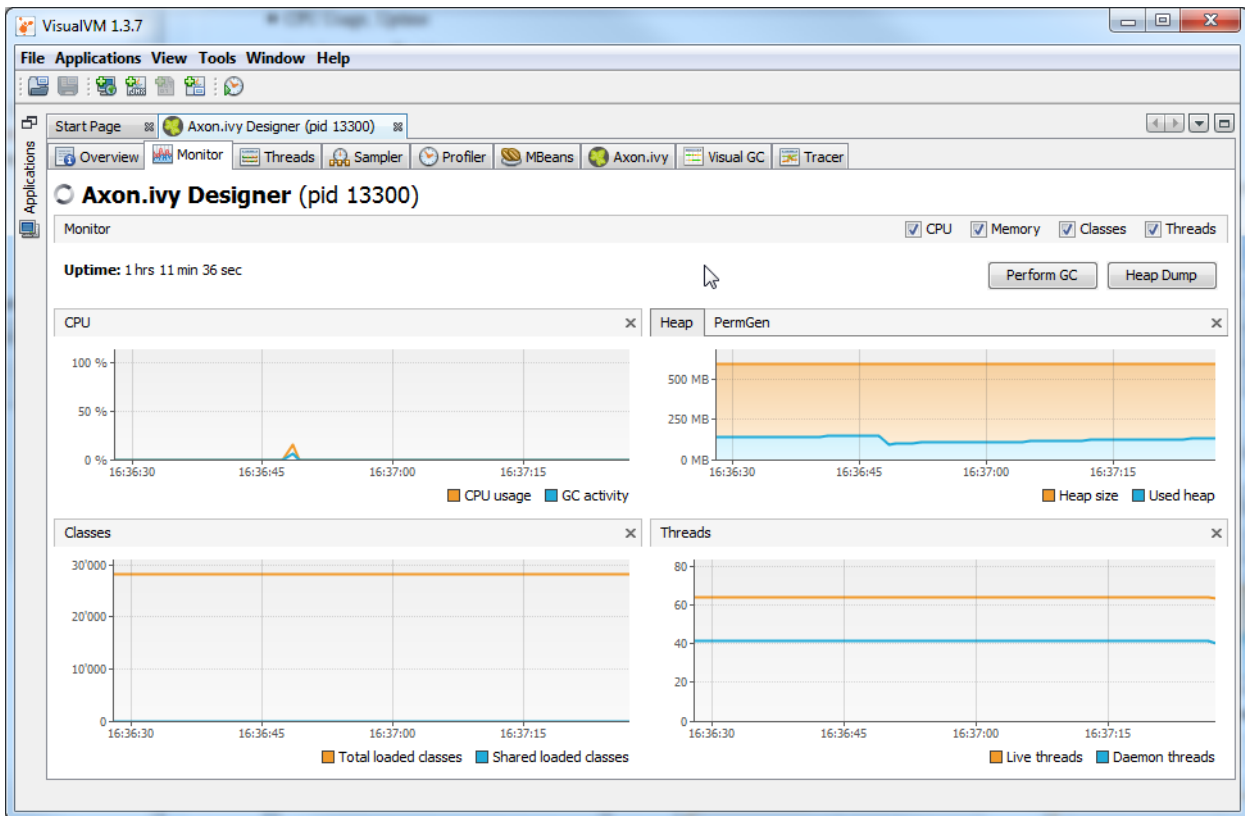 CPU Usage, Uptime
VisualVM 1.3.7
File Applications View Tools Window Help
Start Page Axon.ivy Designer (pid 13300)
Applications
Overview Monitor Threads Sampler Profiler MBeans Axon.ivy Visual GC Tracer
Axon.ivy Designer (pid 13300)
Monitor CPU Memory Classes Threads
Uptime: 1 hrs 11 min 36 sec Perform GC Heap Dump
CPU
100 %
50 %
0 %
16:36:30 16:36:45 16:37:00 16:37:15
CPU usage GC activity
Heap PermGen
500 MB
250 MB
0 MB
16:36:30 16:36:45 16:37:00 16:37:15
Heap size Used heap
Classes
30'000
20'000
10'000
0
16:36:30 16:36:45 16:37:00 16:37:15
Total loaded classes Shared loaded classes
Threads
80
60
40
20
0
16:36:30 16:36:45 16:37:00 16:37:15
Live threads Daemon threads